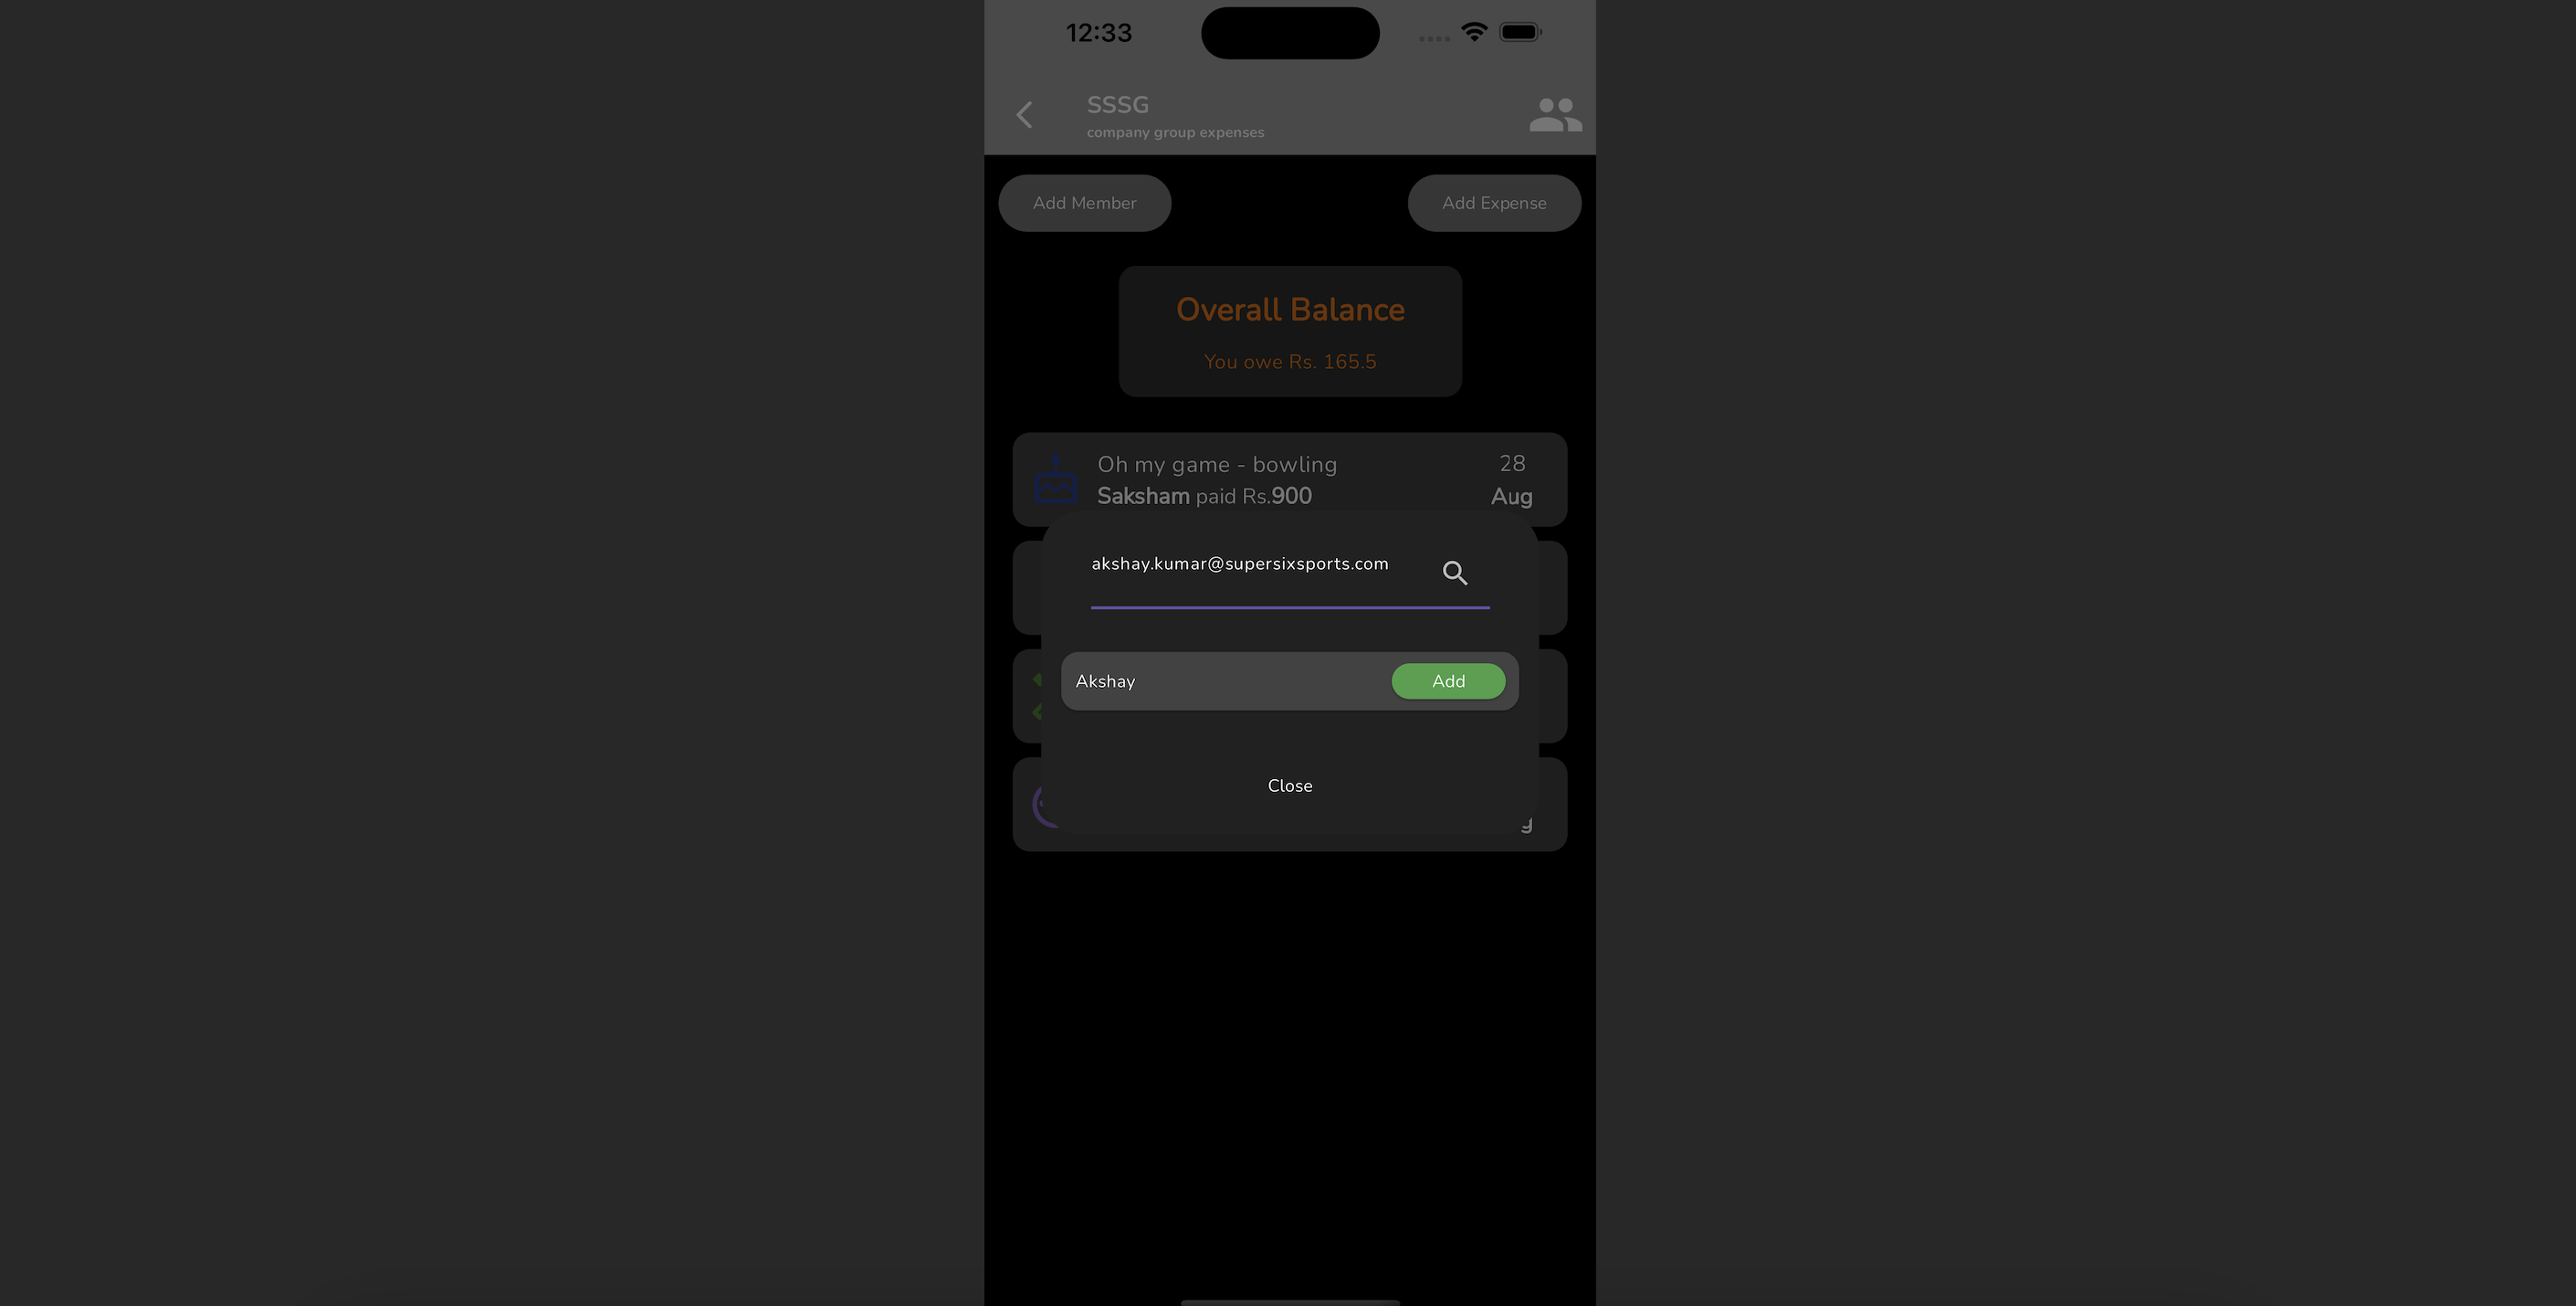 12:33
SSSG
company group expenses
Add Member
Add Expense
Overall Balance
You owe Rs. 165.5
Oh my game - bowling
28
Saksham paid Rs.900
Aug
akshay.kumar@supersixsports.com
Akshay
Add
Close